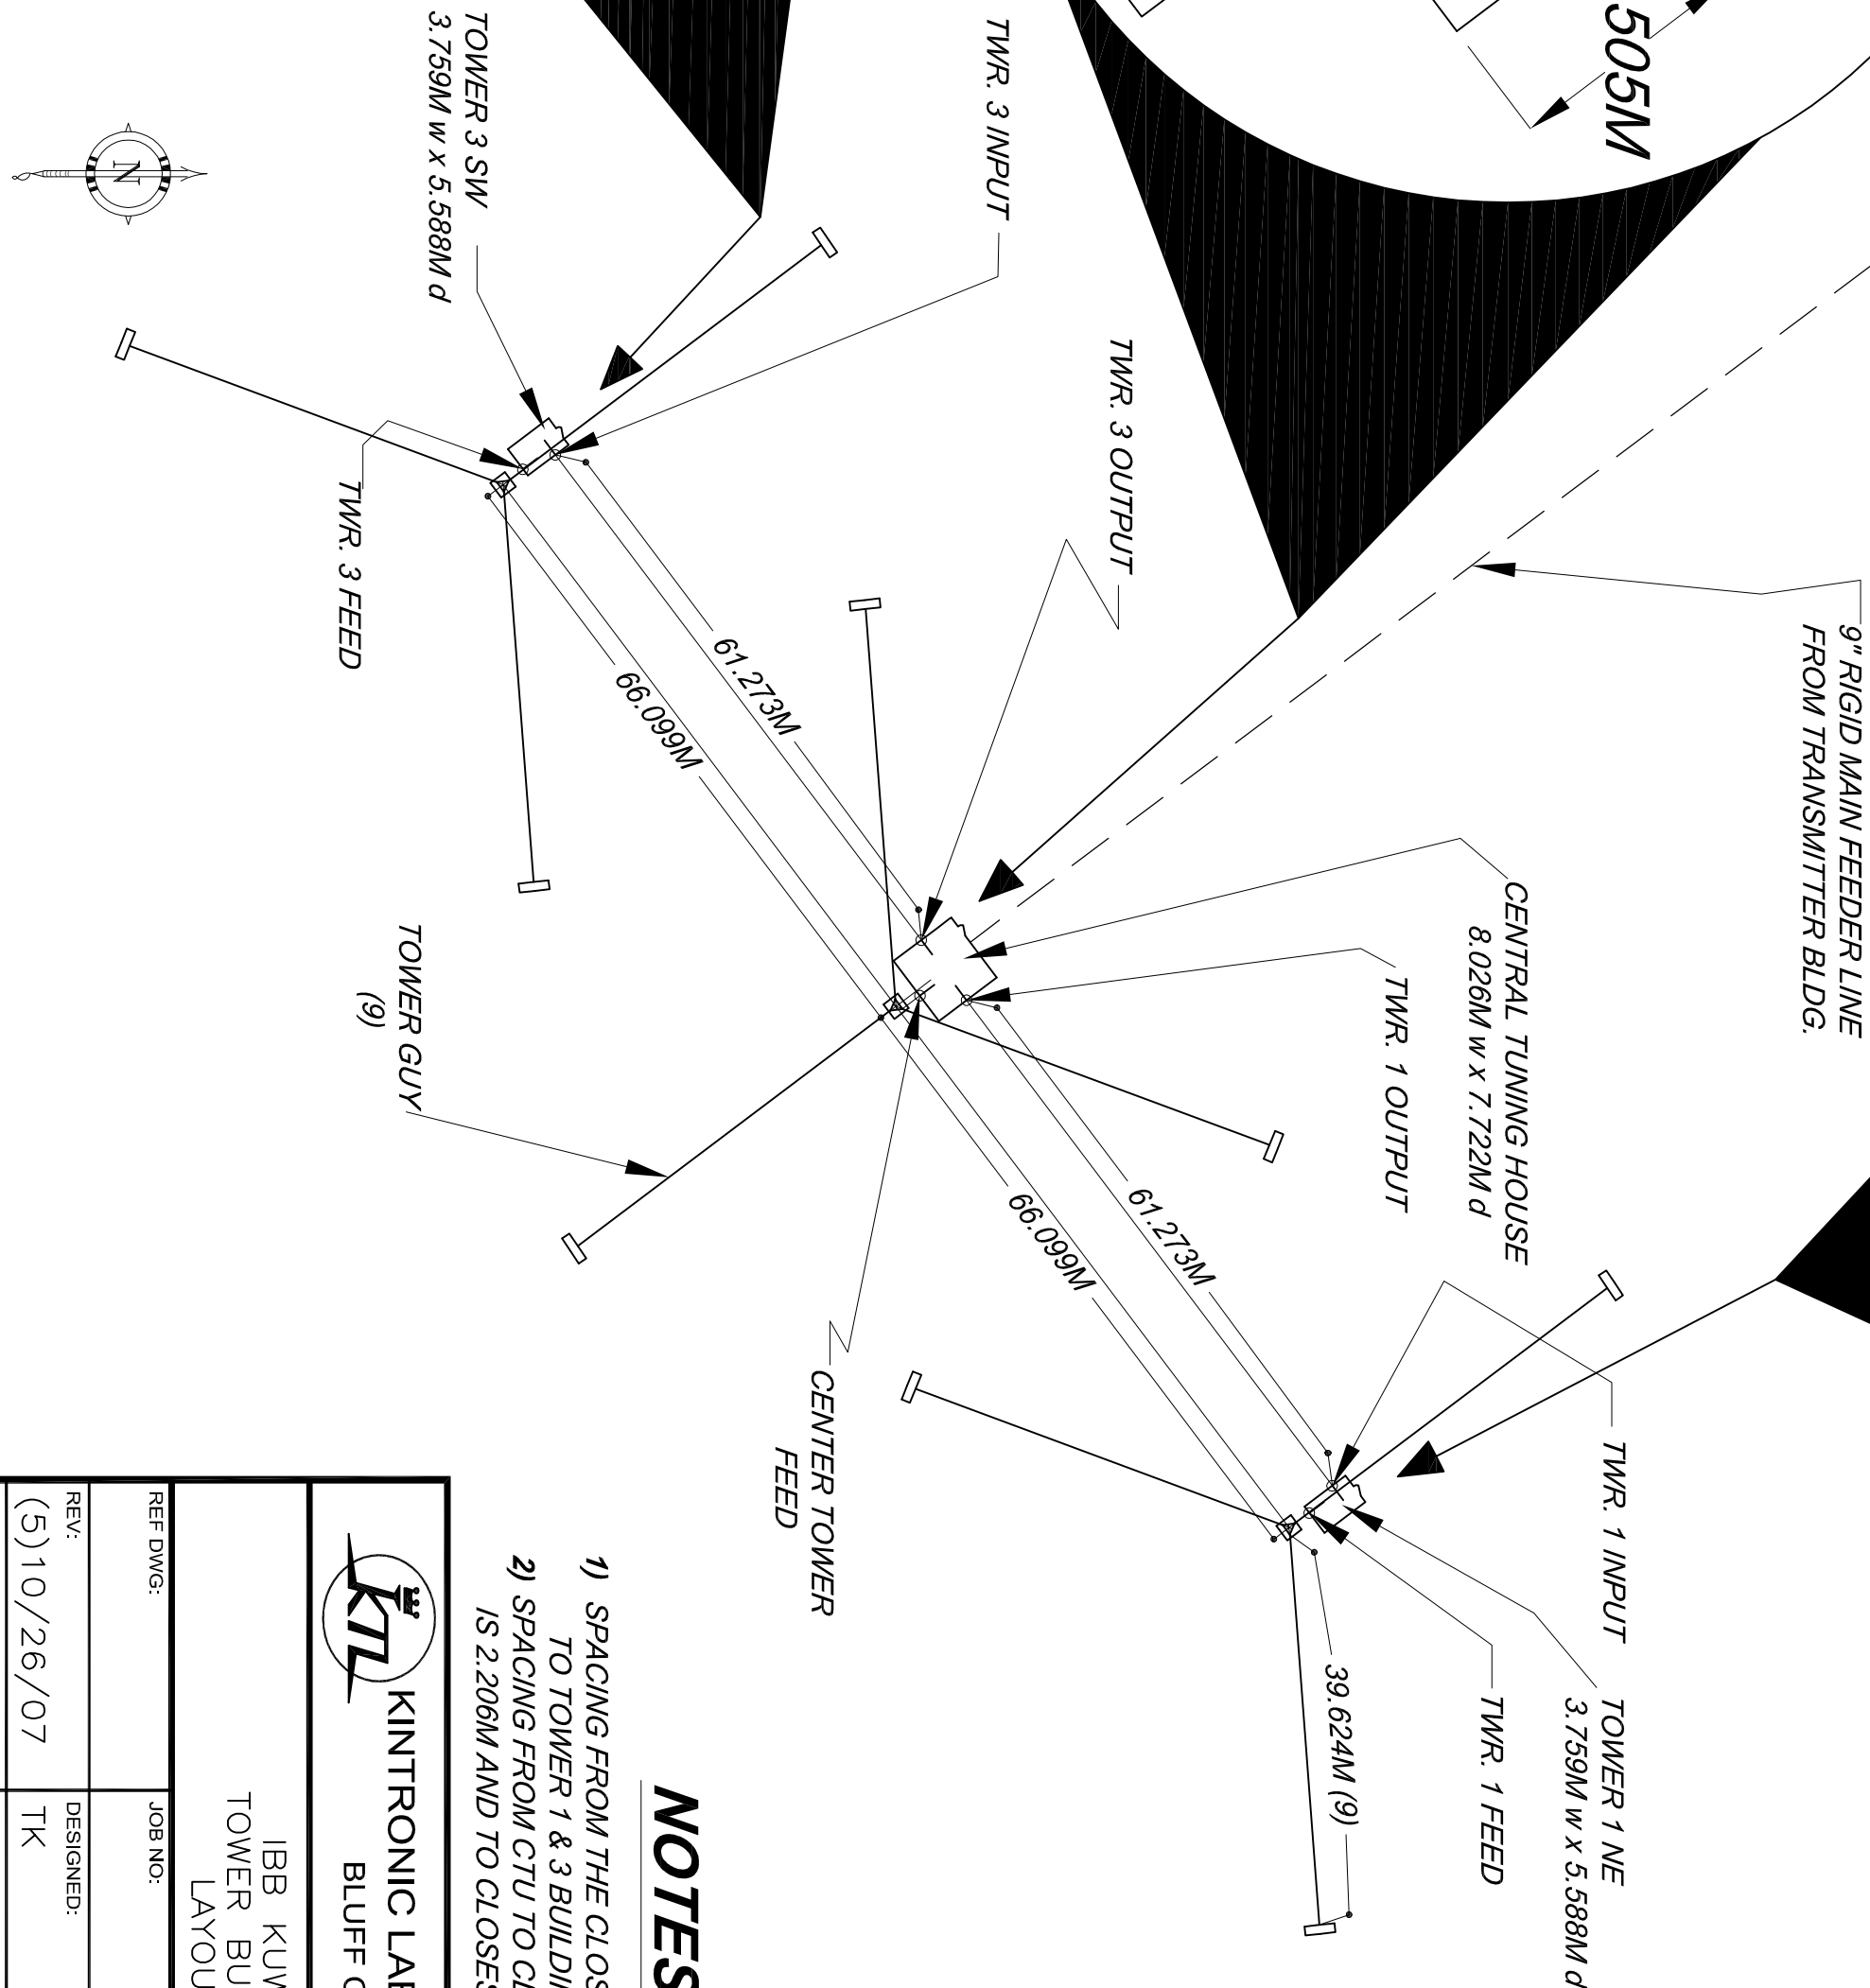 505M
9" RIGID MAIN FEEDER LINE
FROM TRANSMITTER BLDG.
TWR. 3 INPUT
TOWER 3 SW
3.759M w x 5.588M d
N
TWR. 3 OUTPUT
TWR. 3 FEED
61.273M
66.099M
CENTRAL TUNING HOUSE
8.026M w x 7.722M d
TWR. 1 OUTPUT
TOWER GUY
(9)
61.273M
66.099M
CENTER TOWER
FEED
TWR. 1 INPUT
TOWER 1 NE
3.759M w x 5.588M d
TWR. 1 FEED
39.624M (9)
NOTES
1) SPACING FROM THE CLOS
TO TOWER 1 & 3 BUILDI
2) SPACING FROM CTU TO CL
IS 2.206M AND TO CLOSES
KTL
KINTRONIC LAB
BLUFF C
IBB KUW
TOWER BU
LAYOU
REF DWG:
JOB NO:
REV:
(5)10/26/07
DESIGNED:
TK